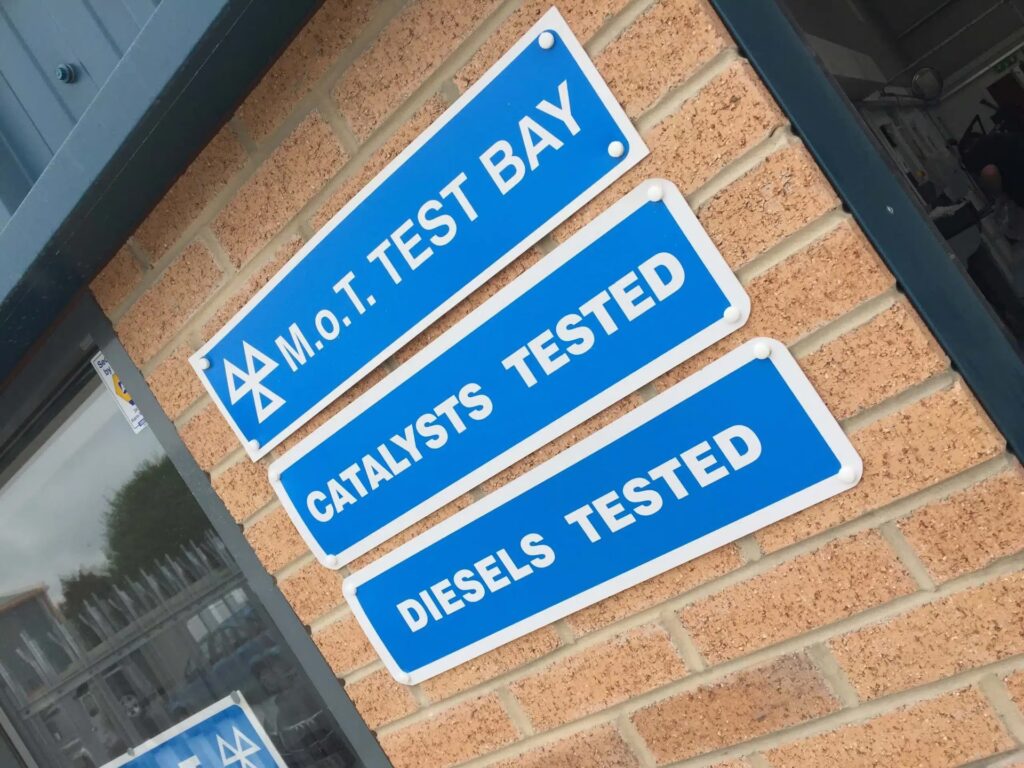 M.o.T. TEST BAY
CATALYSTS TESTED
DIESELS TESTED